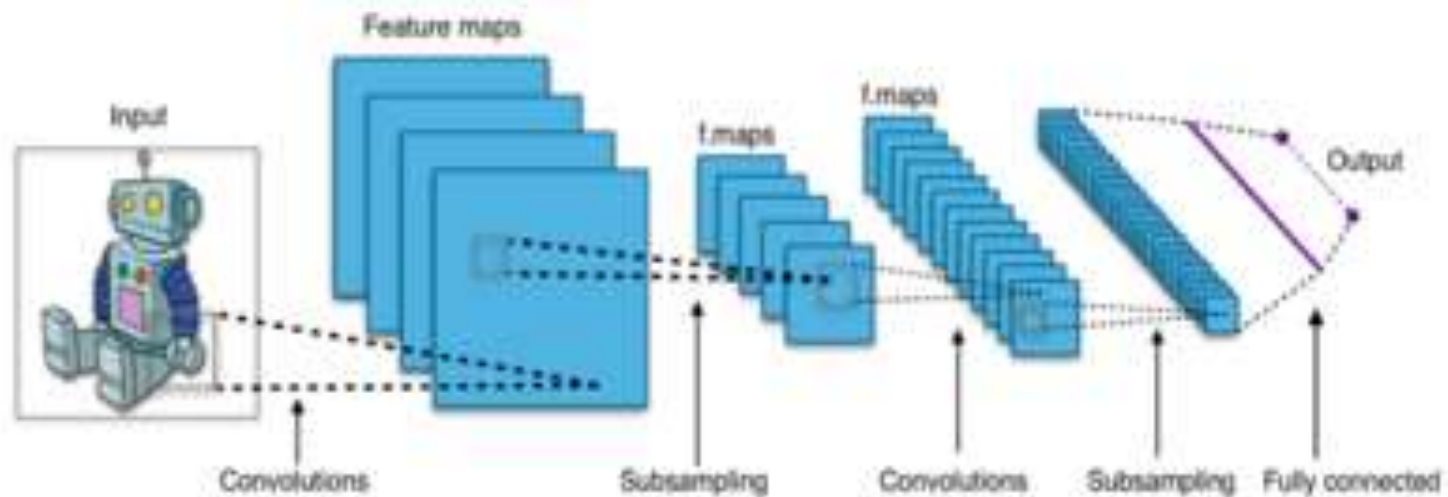 Feature maps
Input
f.maps
f.maps
Output
Convolutions
Subsampling
Convolutions
Subsampling
Fully connected